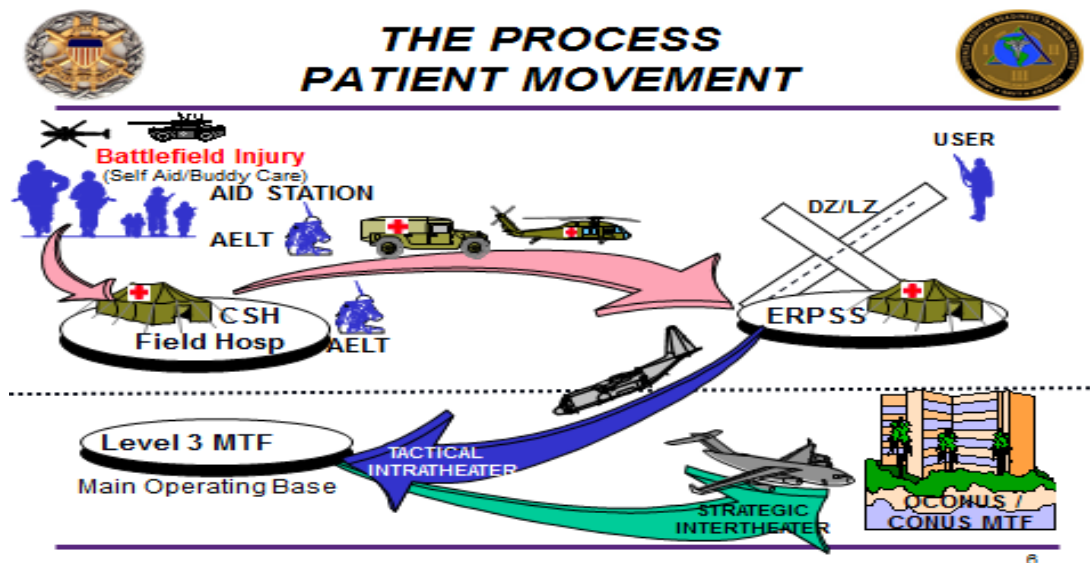 THE PROCESS
PATIENT MOVEMENT
Battlefield Injury
(Self Aid/Buddy Care)
AID STATION
AELT
CSH
Field Hosp
AELT
USER
DZ/LZ
ERPSS
Level 3 MTF
Main Operating Base
TACTICAL
INTRATHEATER
STRATEGIC
INTERTHEATER
OCONUS /
CONUS MTF
6